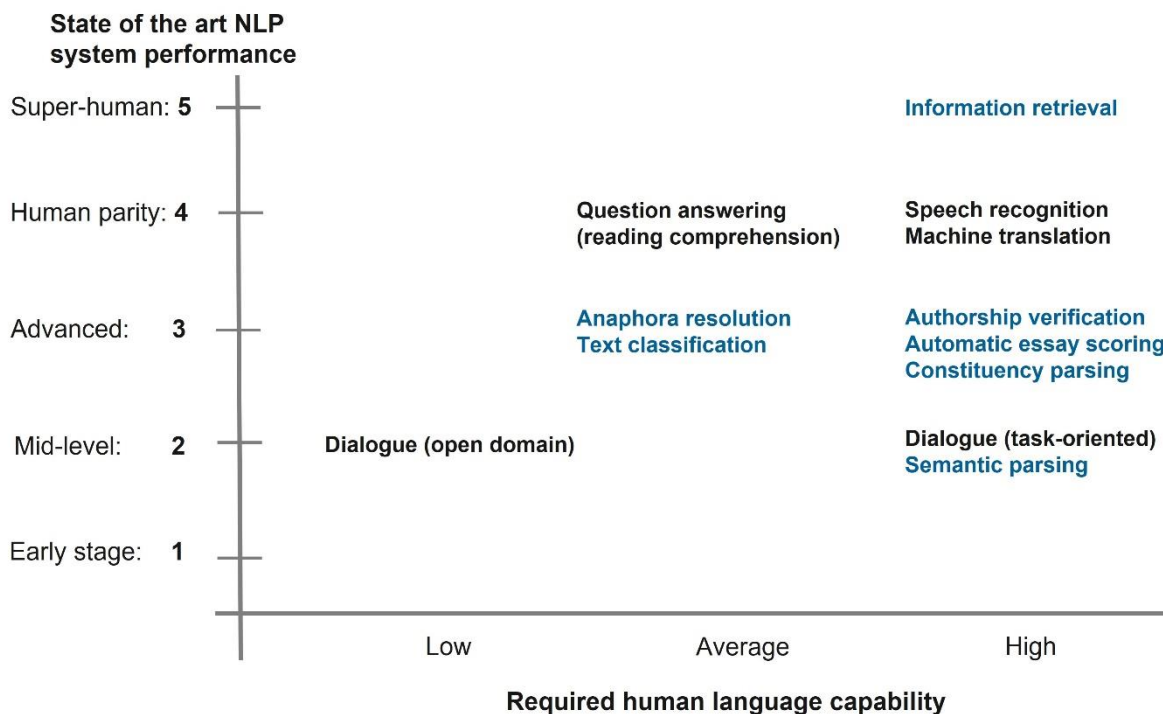 State of the art NLP
system performance
Super-human: 5
Information retrieval
Human parity: 4
Question answering
(reading comprehension)
Speech recognition
Machine translation
Advanced: 3
Anaphora resolution
Text classification
Authorship verification
Automatic essay scoring
Constituency parsing
Mid-level: 2
Dialogue (open domain)
Dialogue (task-oriented)
Semantic parsing
Early stage: 1
Low
Average
High
Required human language capability